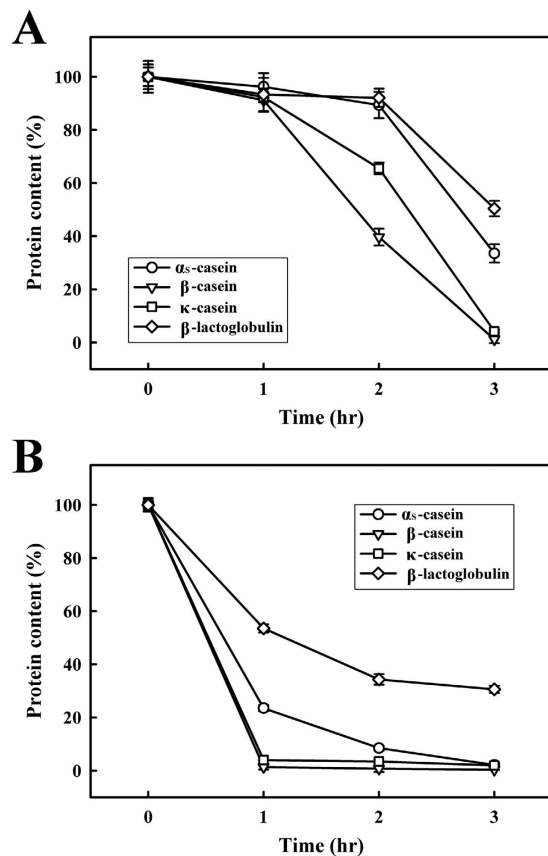 A
Protein content (%)
100
80
60
40
20
0
αs-casein
β-casein
κ-casein
β-lactoglobulin
0 1 2 3
Time (hr)
B
Protein content (%)
100
80
60
40
20
0
αs-casein
β-casein
κ-casein
β-lactoglobulin
0 1 2 3
Time (hr)